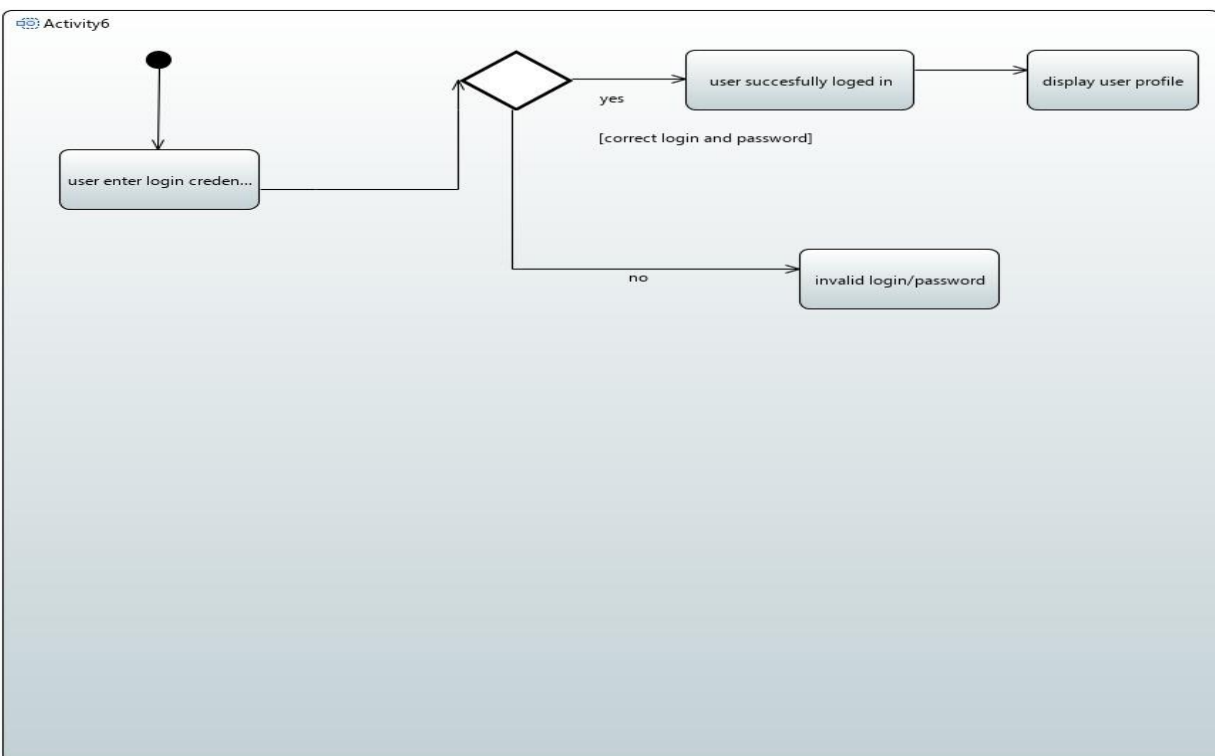 Activity6
user succesfully loged in
display user profile
yes
[correct login and password]
user enter login creden...
no
invalid login/password